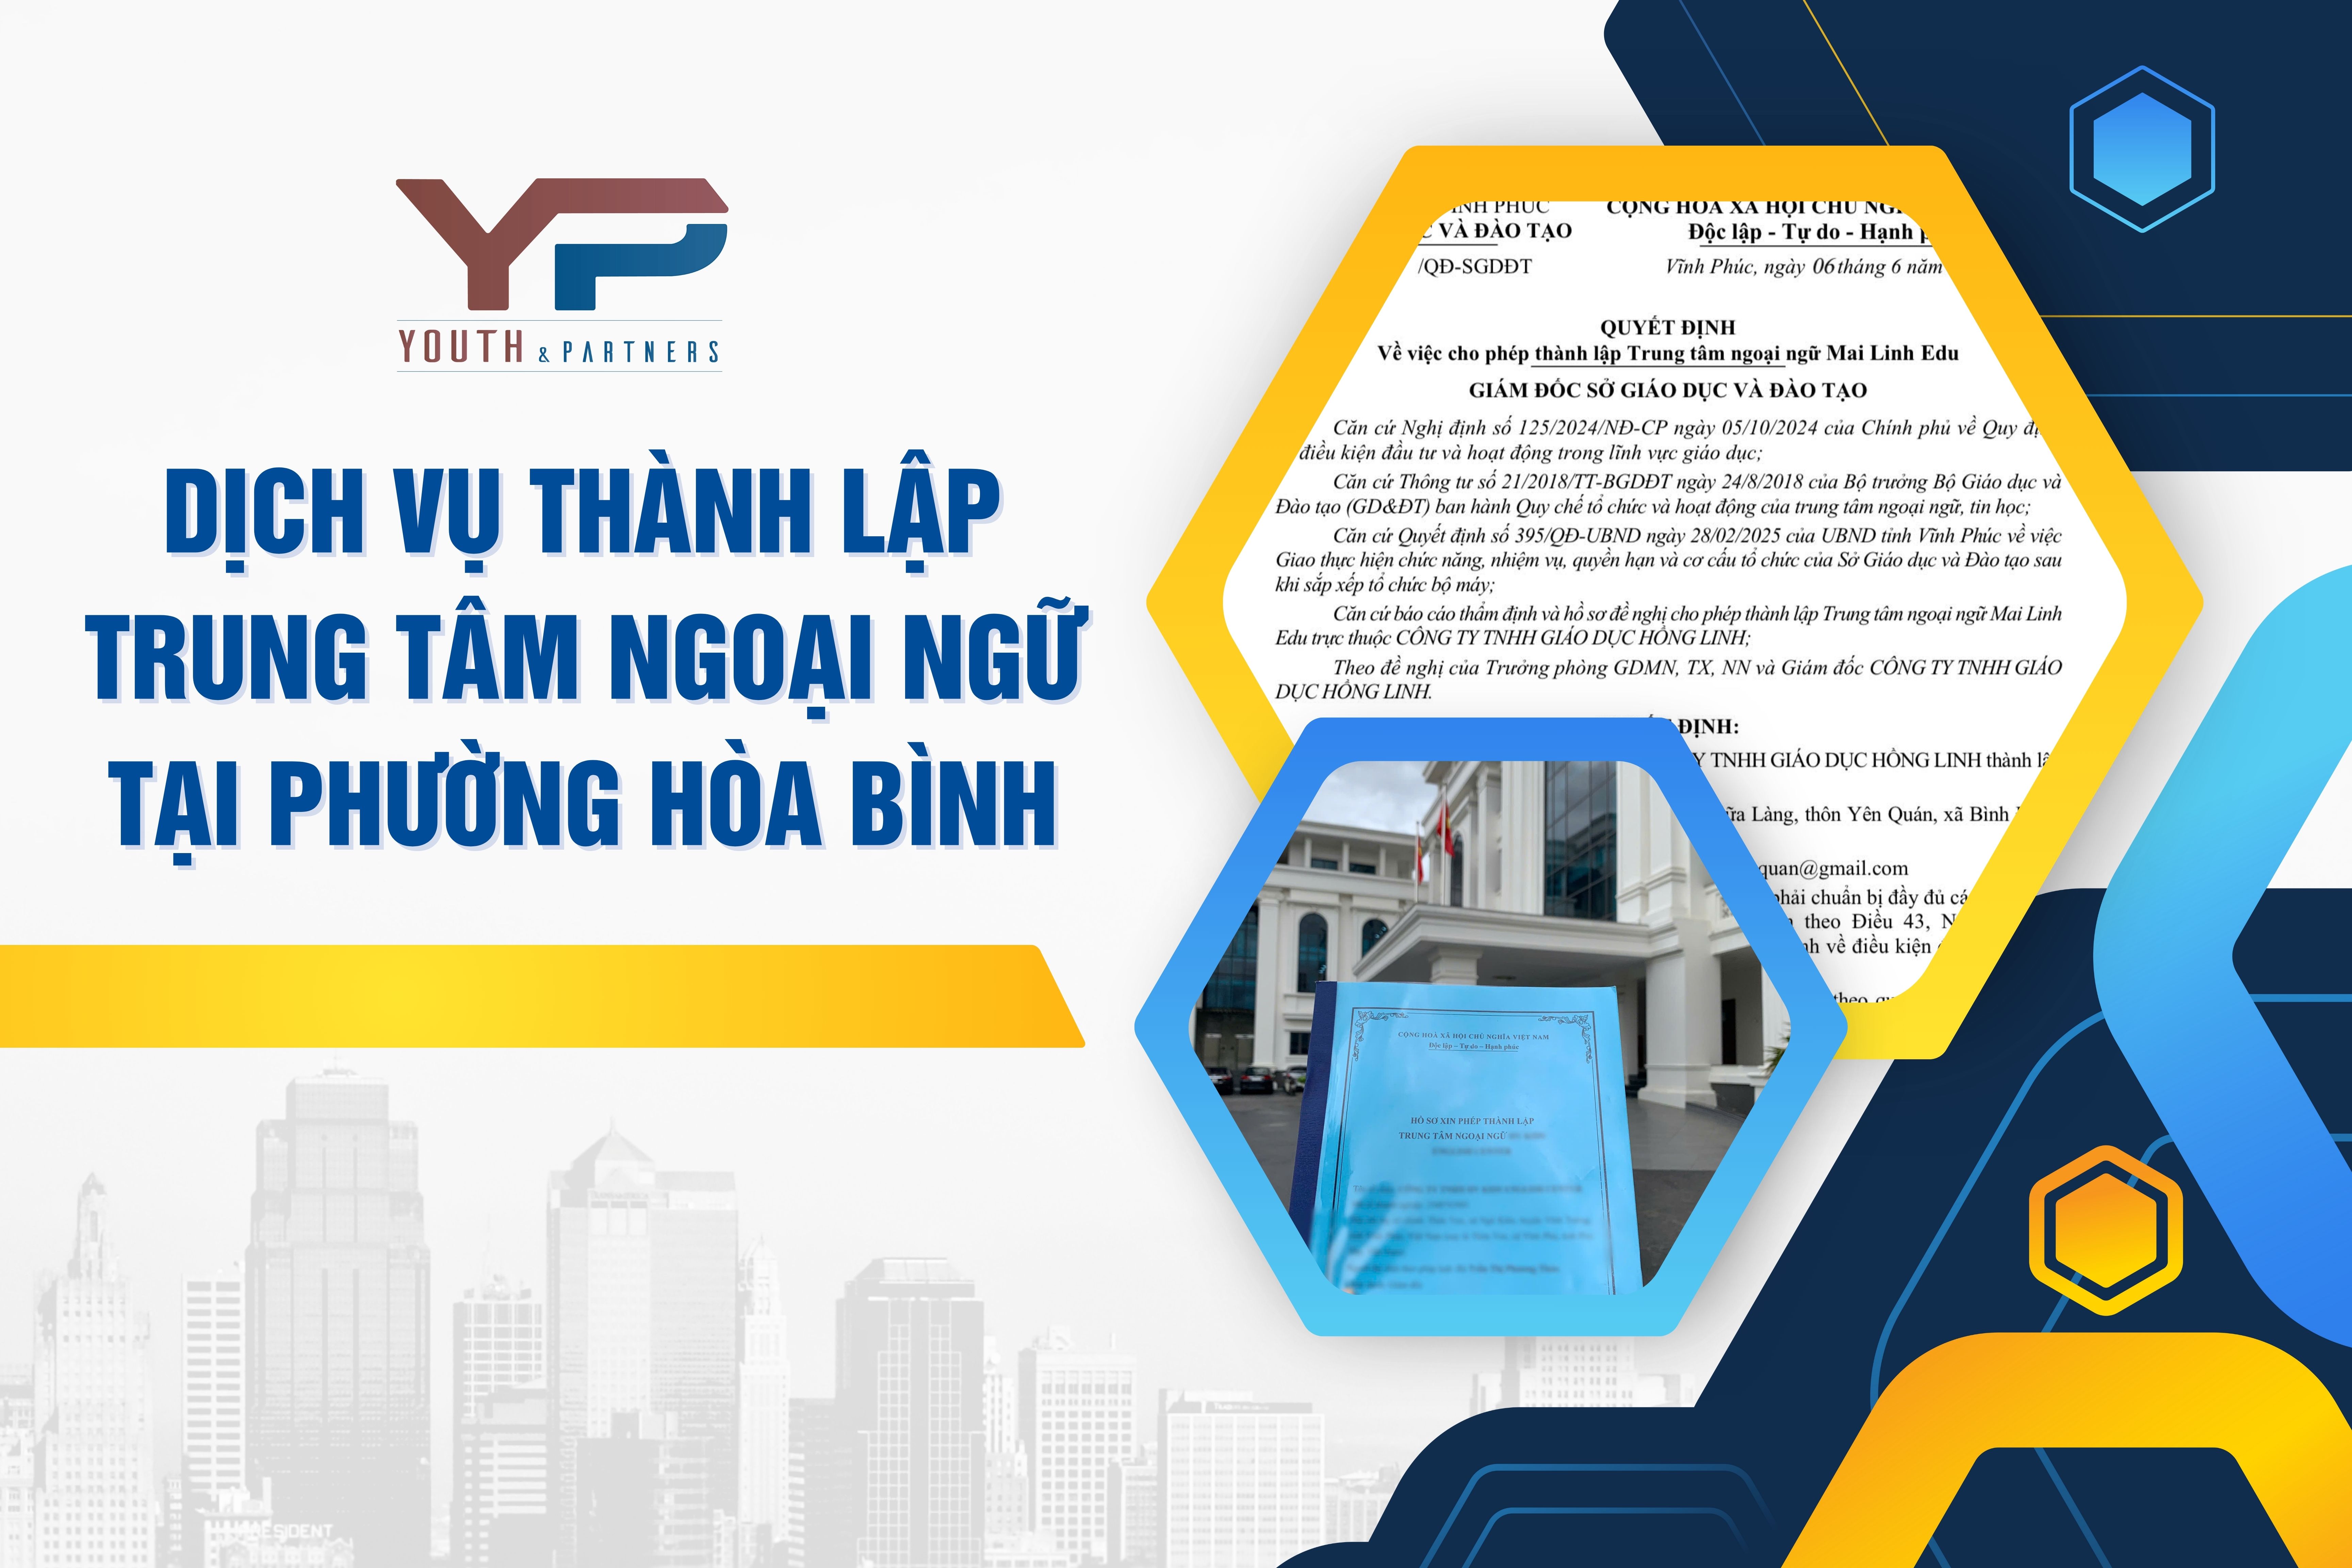 YP
YOUTH & PARTNERS
DỊCH VỤ THÀNH LẬP
TRUNG TÂM NGOẠI NGỮ
TẠI PHƯỜNG HÒA BÌNH
PHÚC
VÀ ĐÀO TẠO
CỘNG HOÀ XÃ HỘI CHỦ
Độc lập - Tự do - Hạnh
/QĐ-SGDĐT
Vĩnh Phúc, ngày 06 tháng 6 năm
QUYẾT ĐỊNH
Về việc cho phép thành lập Trung tâm ngoại ngữ Mai Linh Edu
GIÁM ĐỐC SỞ GIÁO DỤC VÀ ĐÀO TẠO
Căn cứ Nghị định số 125/2024/NĐ-CP ngày 05/10/2024 của Chính phủ về Quy
điều kiện đầu tư và hoạt động trong lĩnh vực giáo dục;
Căn cứ Thông tư số 21/2018/TT-BGDĐT ngày 24/8/2018 của Bộ trưởng Bộ Giáo dục và
Đào tạo (GD&ĐT) ban hành Quy chế tổ chức và hoạt động của trung tâm ngoại ngữ, tin học;
Căn cứ Quyết định số 395/QĐ-UBND ngày 28/02/2025 của UBND tỉnh Vĩnh Phúc về việc
Giao thực hiện chức năng, nhiệm vụ, quyền hạn và cơ cấu tổ chức của Sở Giáo dục và Đào tạo sau
khi sắp xếp tổ chức bộ máy;
Căn cứ báo cáo thẩm định và hồ sơ đề nghị cho phép thành lập Trung tâm ngoại ngữ Mai Linh
Edu trực thuộc CÔNG TY TNHH GIÁO DỤC HỒNG LINH;
Theo đề nghị của Trưởng phòng GDMN, TX, NN và Giám đốc CÔNG TY TNHH GIÁO
DỤC HỒNG LINH.
ĐỊNH:
TNHH GIÁO DỤC HỒNG LINH thành
Làng, thôn Yên Quán, xã Bình
quan@gmail.com
phải chuẩn bị đầy đủ
theo Điều 43,
về điều kiện
theo
CỘNG HOÀ XÃ HỘI CHỦ NGHĨA VIỆT NAM
Độc lập – Tự do – Hạnh phúc
HỒ SƠ XIN PHÉP THÀNH LẬP
TRUNG TÂM NGOẠI NGỮ